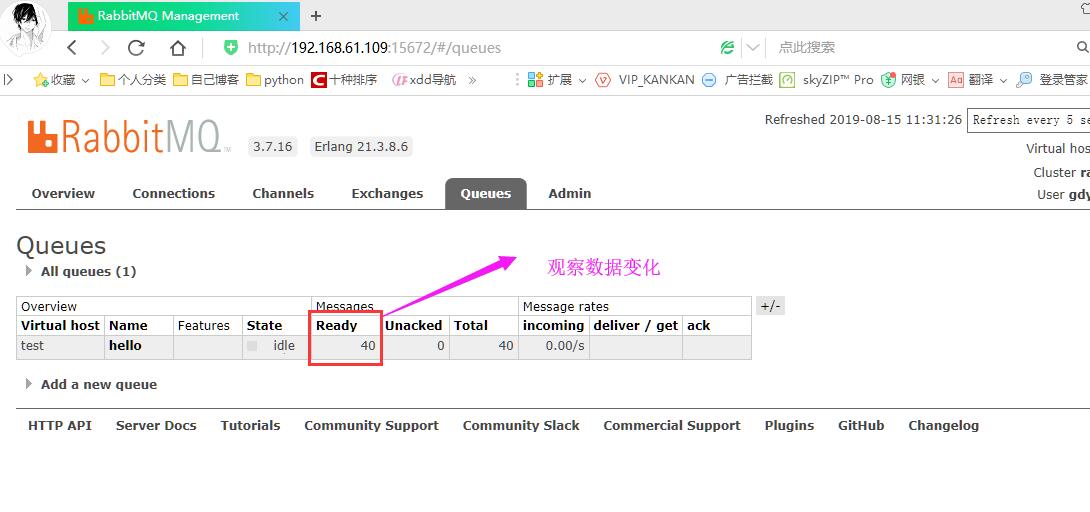 RabbitMQ Management
http://192.168.61.109:15672/#/queues
点此搜索
收藏 个人分类 自己博客 python 十种排序 xdd导航 扩展 VIP_KANKAN 广告拦截 skyZIP™ Pro 网银 翻译 登录管家
Refreshed 2019-08-15 11:31:26 Refresh every 5 se
RabbitMQ TM 3.7.16 Erlang 21.3.8.6
Virtual hos
Cluster ra
User gdy
Overview Connections Channels Exchanges Queues Admin
Queues
All queues (1)
观察数据变化
Overview Messages Message rates +/-
Virtual host Name Features State Ready Unacked Total incoming deliver / get ack
test hello idle 40 0 40 0.00/s
Add a new queue
HTTP API Server Docs Tutorials Community Support Community Slack Commercial Support Plugins GitHub Changelog